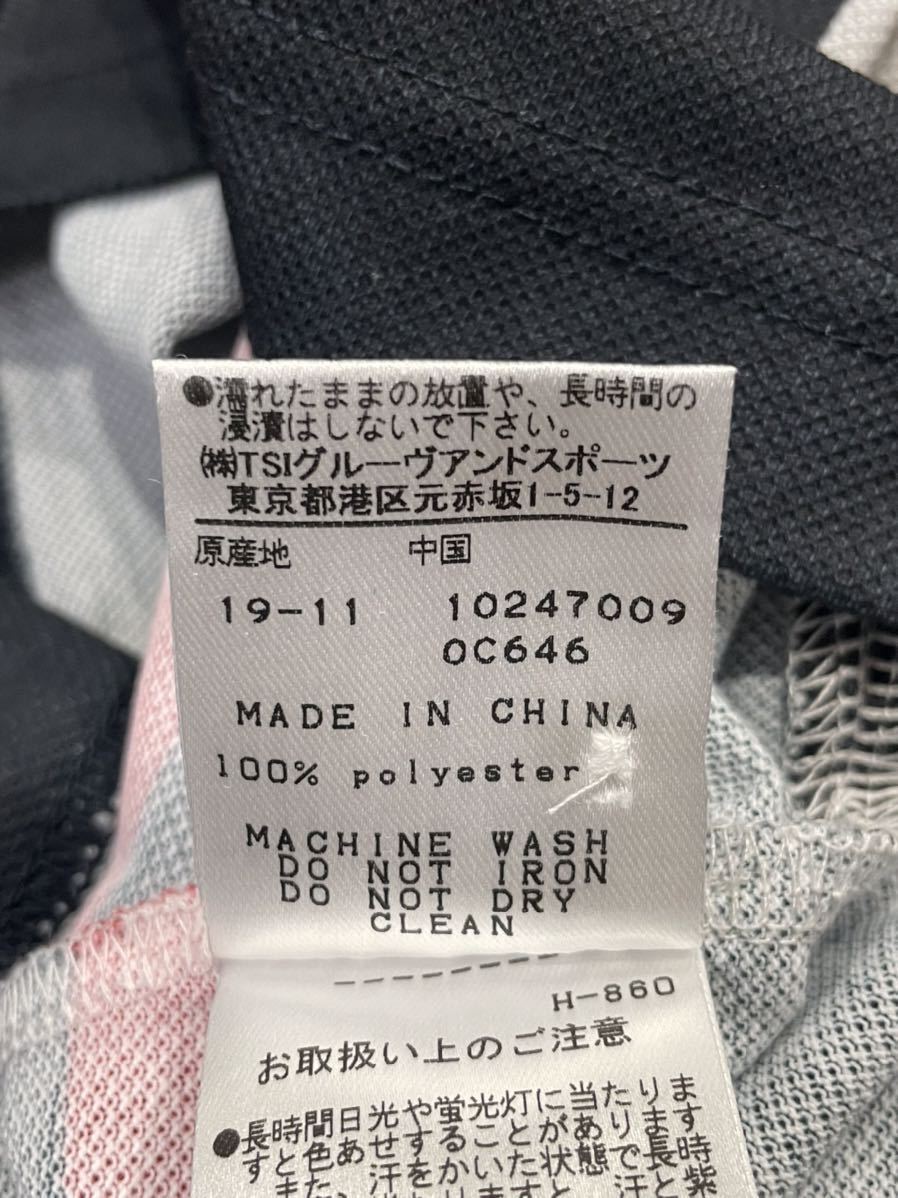 ●濡れたままの放置や、長時間の
浸漬はしないで下さい。
㈱TSIグルーヴアンドスポーツ
東京都港区元赤坂1-5-12
原産地 中国
19-11 10247009
0C646
MADE IN CHINA
100% polyester
MACHINE WASH
DO NOT IRON
DO NOT DRY
CLEAN
H-860
お取扱い上のご注意
●長時間日光や蛍光灯に当たりま
すと色あせすることがあります
また、汗をかいた状態で長時